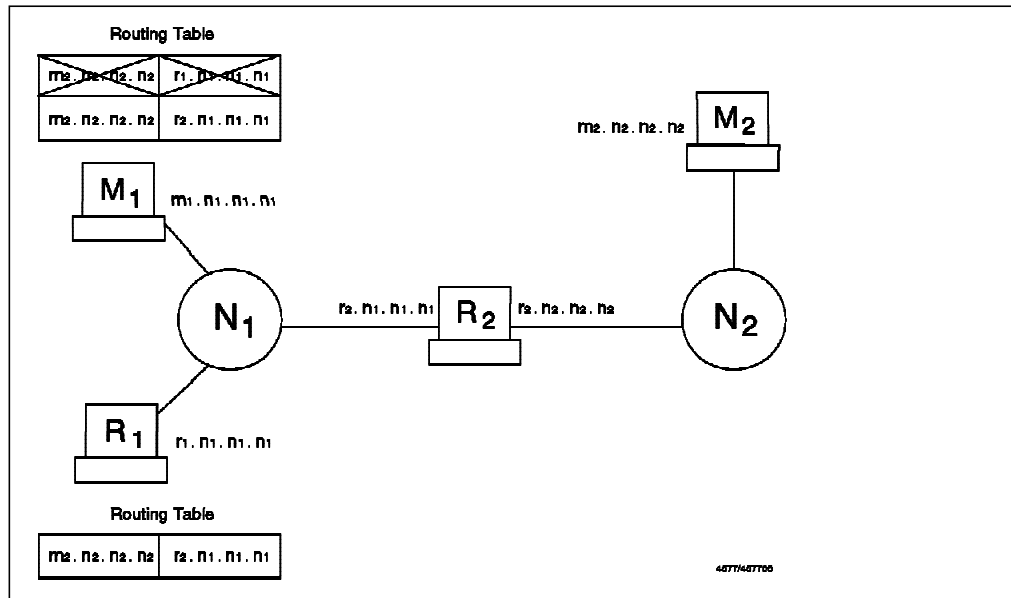 Routing Table
m2. n2. n2. n2 r1. n1. n1. n1
m2. n2. n2. n2 r2. n1. n1. n1
M2
m2. n2. n2. n2
M1
m1. n1. n1. n1
N1
r2. n1. n1. n1
R2
r2. n2. n2. n2
N2
R1
r1. n1. n1. n1
Routing Table
m2. n2. n2. n2 r2. n1. n1. n1